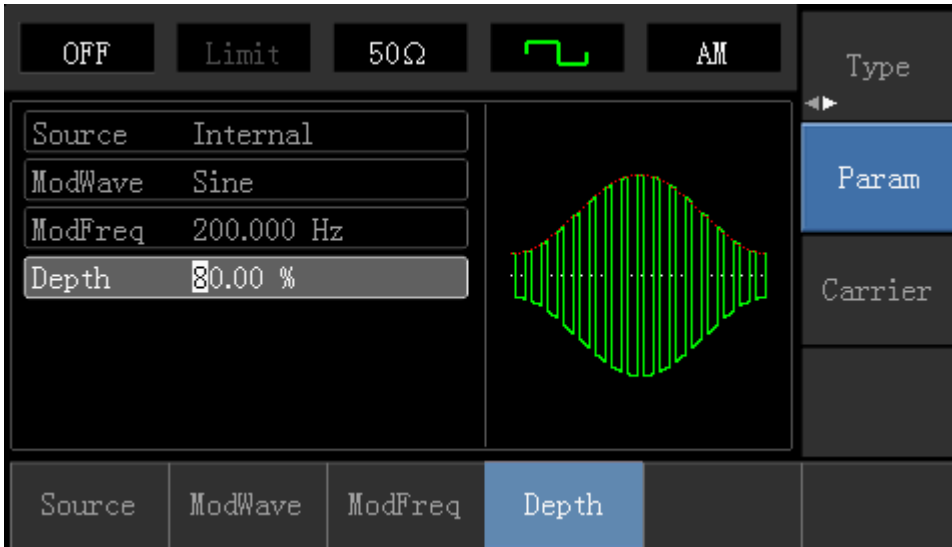 OFF Limit 50Ω AM
Type
Source Internal
ModWave Sine
ModFreq 200.000 Hz
Depth 80.00 %
Param
Carrier
Source ModWave ModFreq Depth